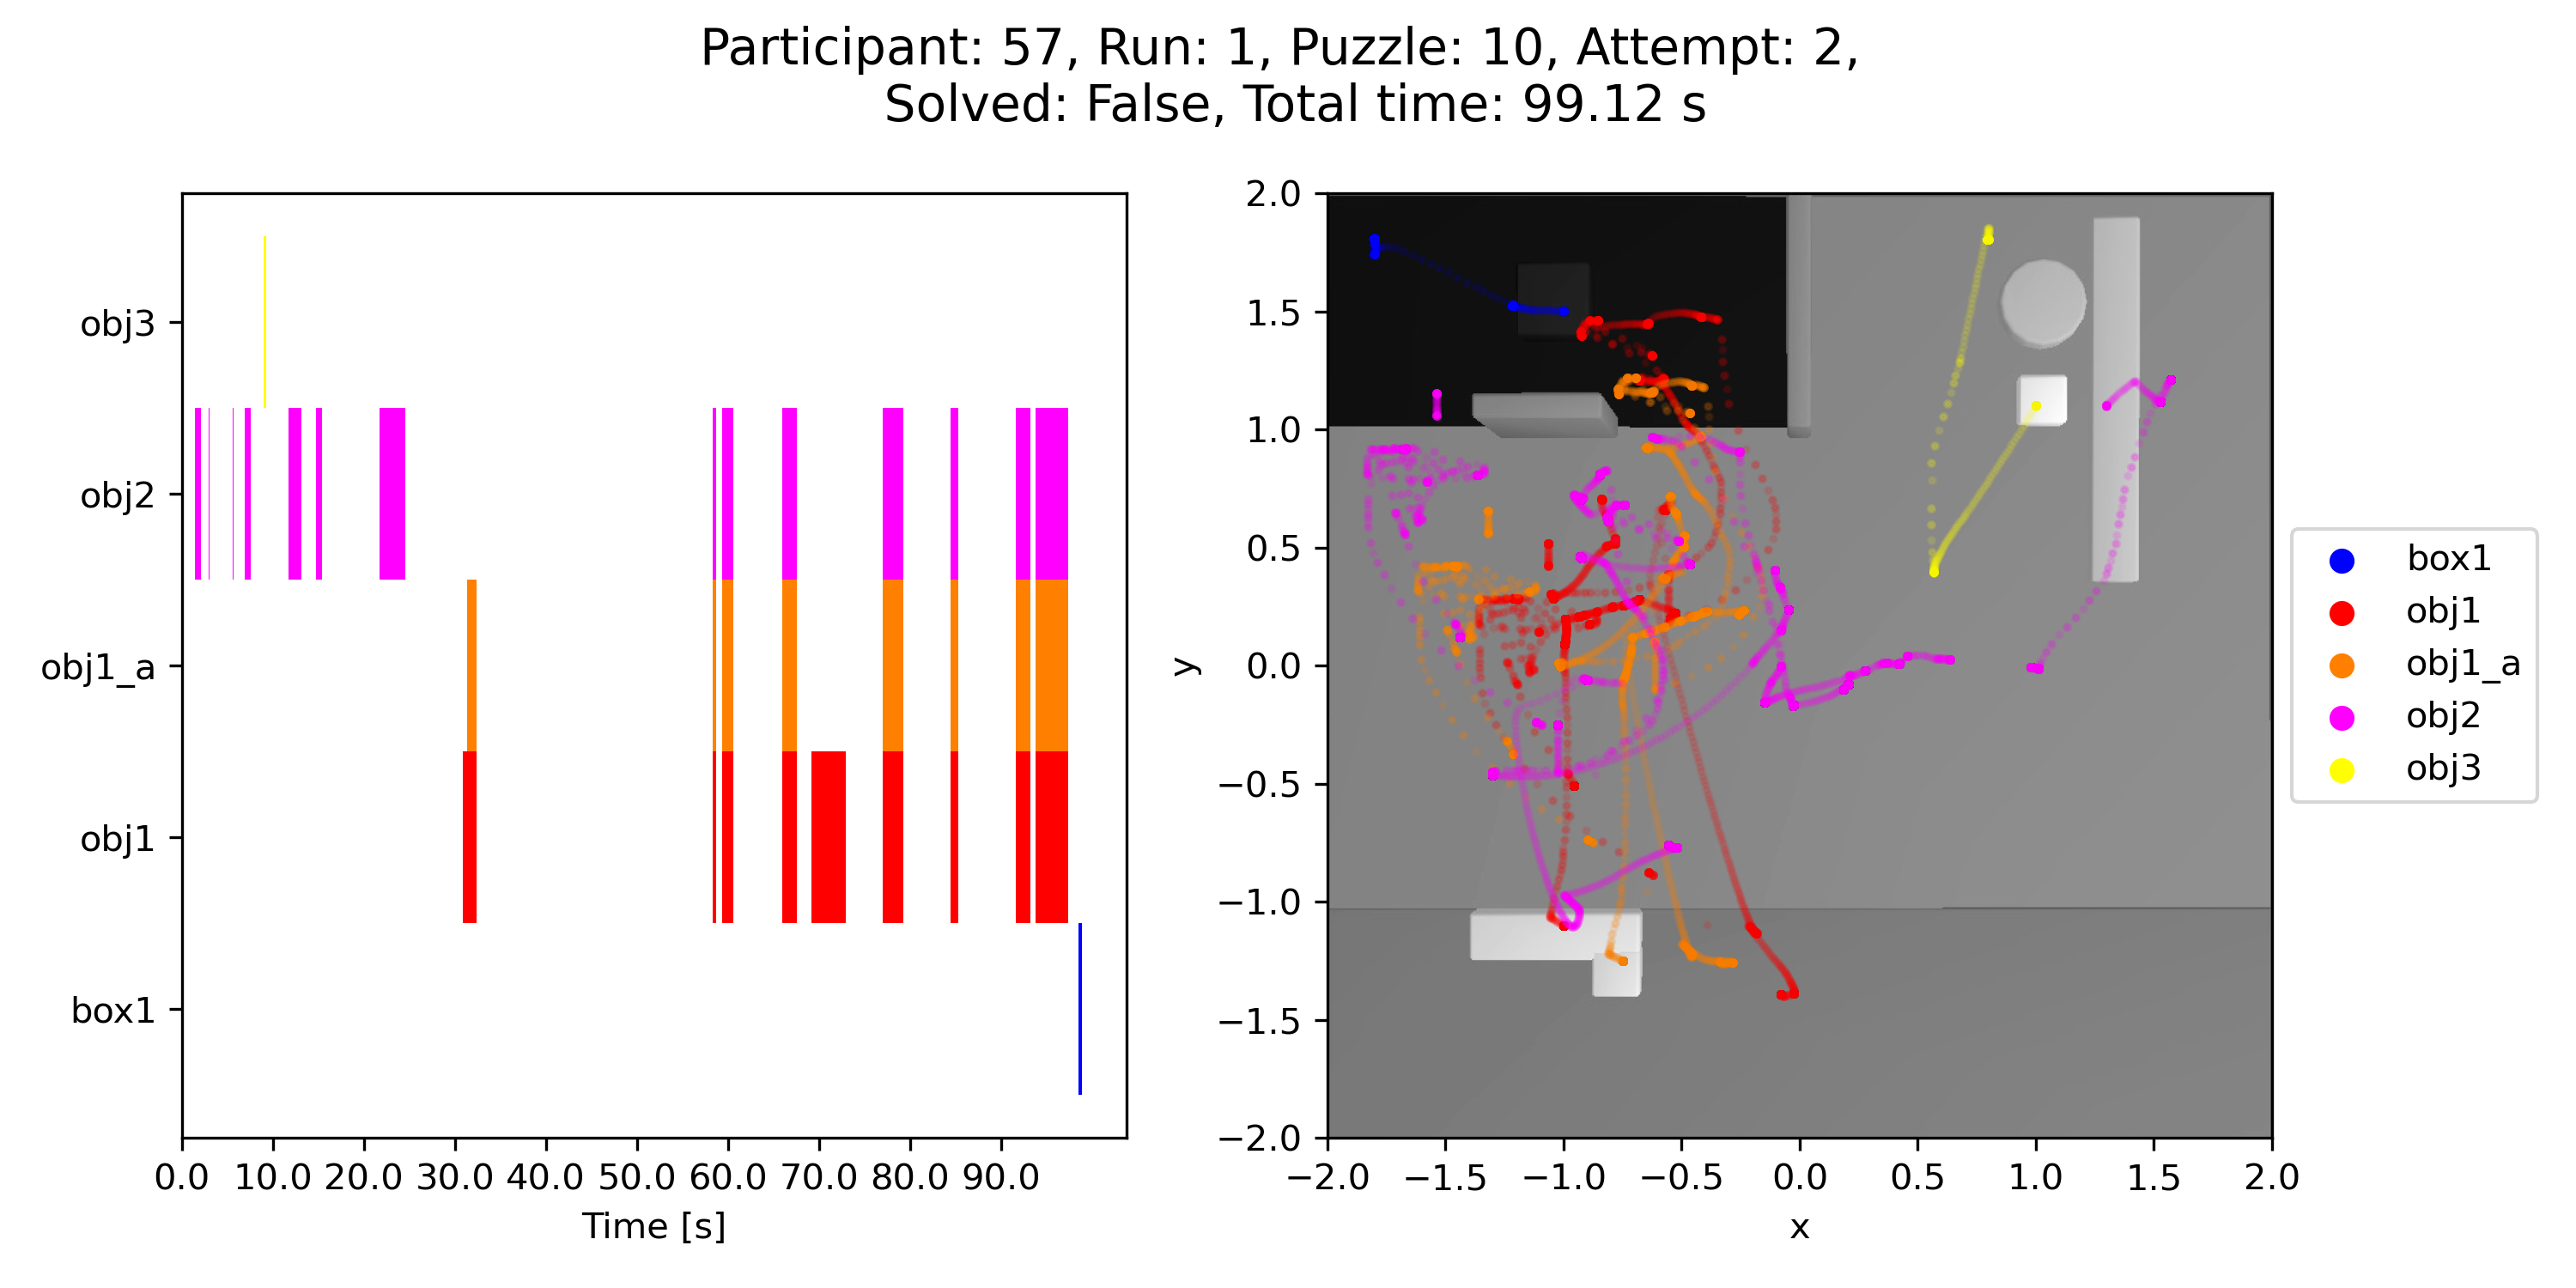 Participant: 57, Run: 1, Puzzle: 10, Attempt: 2,
Solved: False, Total time: 99.12 s
obj3
obj2
obj1_a
obj1
box1
0.0 10.0 20.0 30.0 40.0 50.0 60.0 70.0 80.0 90.0
Time [s]
2.0
1.5
1.0
0.5
0.0
−0.5
−1.0
−1.5
−2.0
y
−2.0 −1.5 −1.0 −0.5 0.0 0.5 1.0 1.5 2.0
x
box1
obj1
obj1_a
obj2
obj3